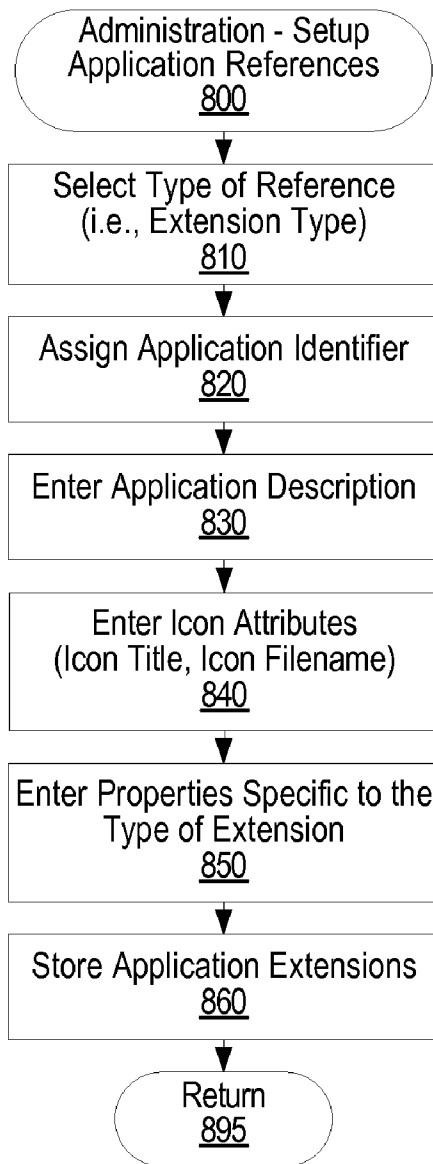 Administration - Setup
Application References
800
Select Type of Reference
(i.e., Extension Type)
810
Assign Application Identifier
820
Enter Application Description
830
Enter Icon Attributes
(Icon Title, Icon Filename)
840
Enter Properties Specific to the
Type of Extension
850
Store Application Extensions
860
Return
895